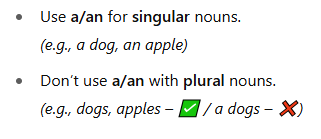 • Use a/an for singular nouns.
(e.g., a dog, an apple)
• Don’t use a/an with plural nouns.
(e.g., dogs, apples – ✅ / a dogs – ❌)